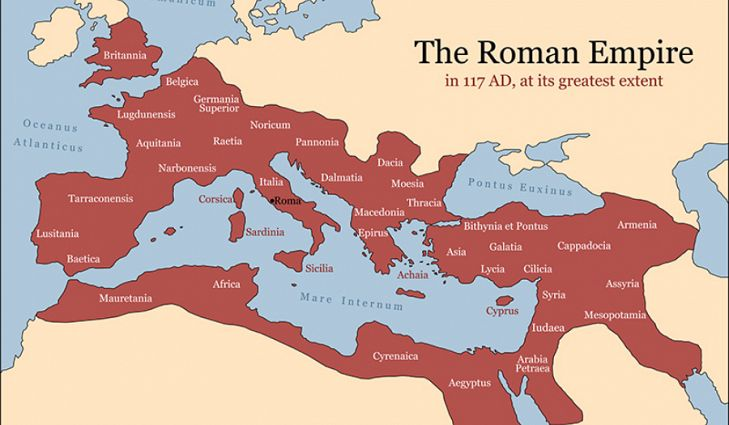 The Roman Empire
in 117 AD, at its greatest extent
Britannia
Oceanus
Atlanticus
Belgica
Germania
Superior
Lugdunensis
Noricum
Aquitania
Raetia
Pannonia
Narbonensis
Dacia
Italia
Dalmatia
Moesia
Pontus Euxinus
Tarraconensis
Corsica
Roma
Macedonia
Thracia
Lusitania
Sardinia
Epirus
Bithynia et Pontus
Armenia
Baetica
Asia
Galatia
Cappadocia
Sicilia
Achaia
Lycia
Cilicia
Assyria
Mauretania
Africa
Mare Internum
Cyprus
Syria
Mesopotamia
Iudaea
Cyrenaica
Arabia
Petraea
Aegyptus